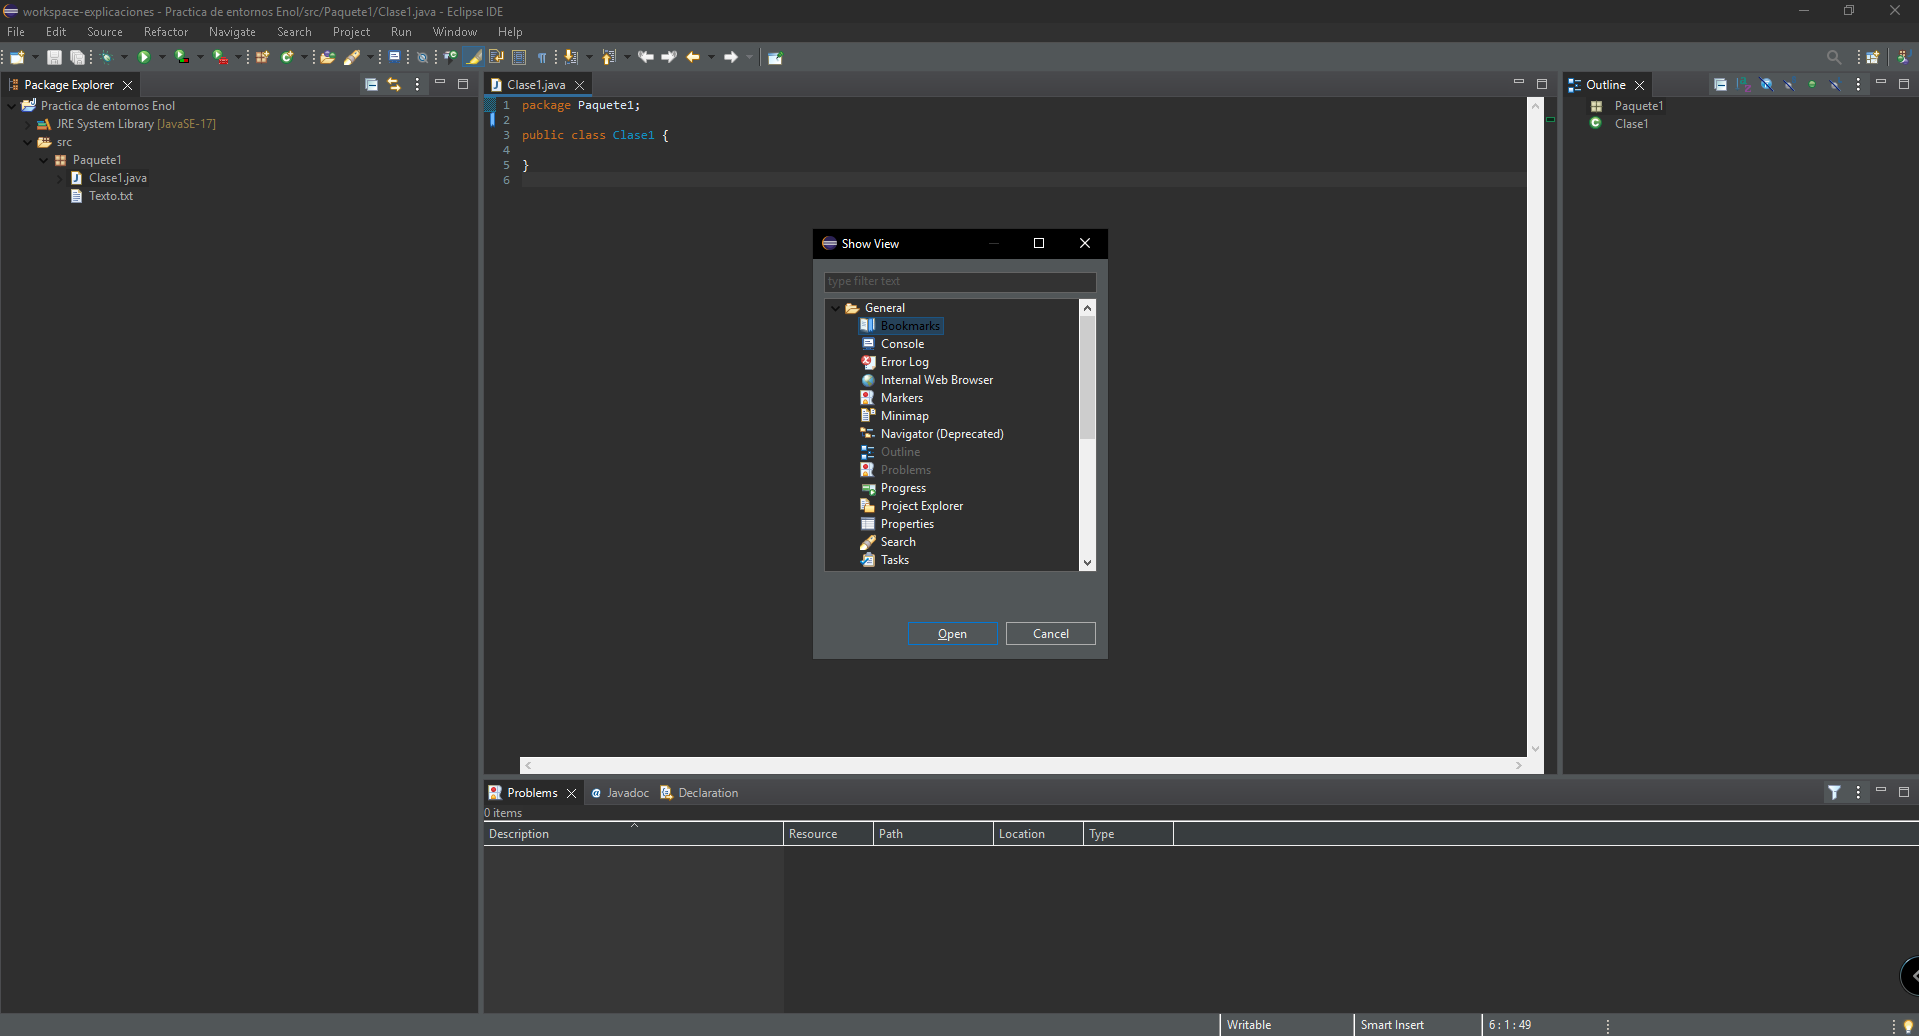 workspace-explicaciones - Practica de entornos Enol/src/Paquete1/Clase1.java - Eclipse IDE
File Edit Source Refactor Navigate Search Project Run Window Help
Package Explorer
Practica de entornos Enol
JRE System Library [JavaSE-17]
src
Paquete1
Clase1.java
Texto.txt
Clase1.java
1 package Paquete1;
2
3 public class Clase1 {
4
5 }
6
Outline
Paquete1
Clase1
Show View
type filter text
General
Bookmarks
Console
Error Log
Internal Web Browser
Markers
Minimap
Navigator (Deprecated)
Outline
Problems
Progress
Project Explorer
Properties
Search
Tasks
Open Cancel
Problems Javadoc Declaration
0 items
Description Resource Path Location Type
Writable Smart Insert 6 : 1 : 49